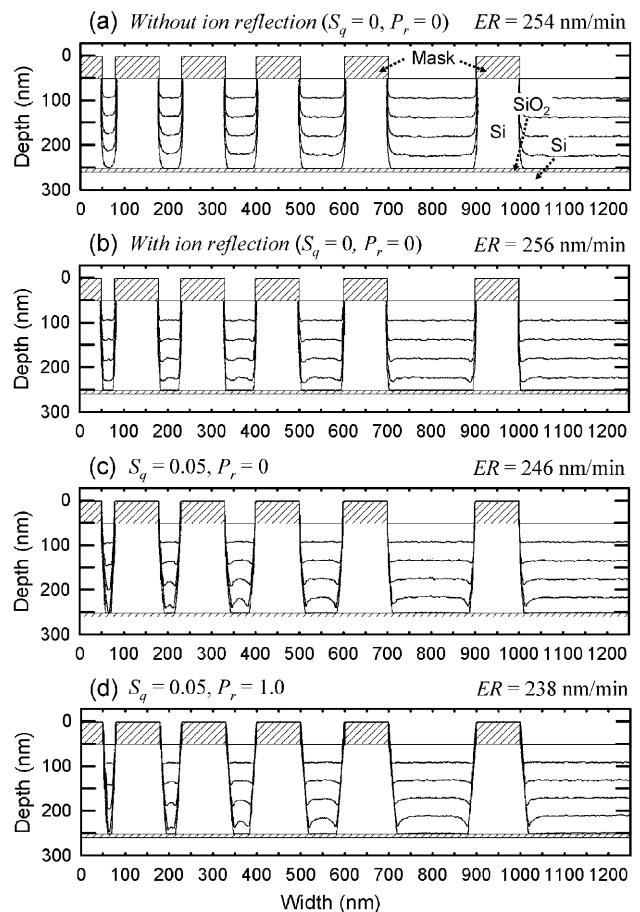 (a) Without ion reflection (Sq = 0, Pr = 0) ER = 254 nm/min
Mask
SiO2
Si
Si
Depth (nm)
0
100
200
300
0 100 200 300 400 500 600 700 800 900 1000 1100 1200
(b) With ion reflection (Sq = 0, Pr = 0) ER = 256 nm/min
Depth (nm)
0
100
200
300
0 100 200 300 400 500 600 700 800 900 1000 1100 1200
(c) Sq = 0.05, Pr = 0 ER = 246 nm/min
Depth (nm)
0
100
200
300
0 100 200 300 400 500 600 700 800 900 1000 1100 1200
(d) Sq = 0.05, Pr = 1.0 ER = 238 nm/min
Depth (nm)
0
100
200
300
0 100 200 300 400 500 600 700 800 900 1000 1100 1200
Width (nm)